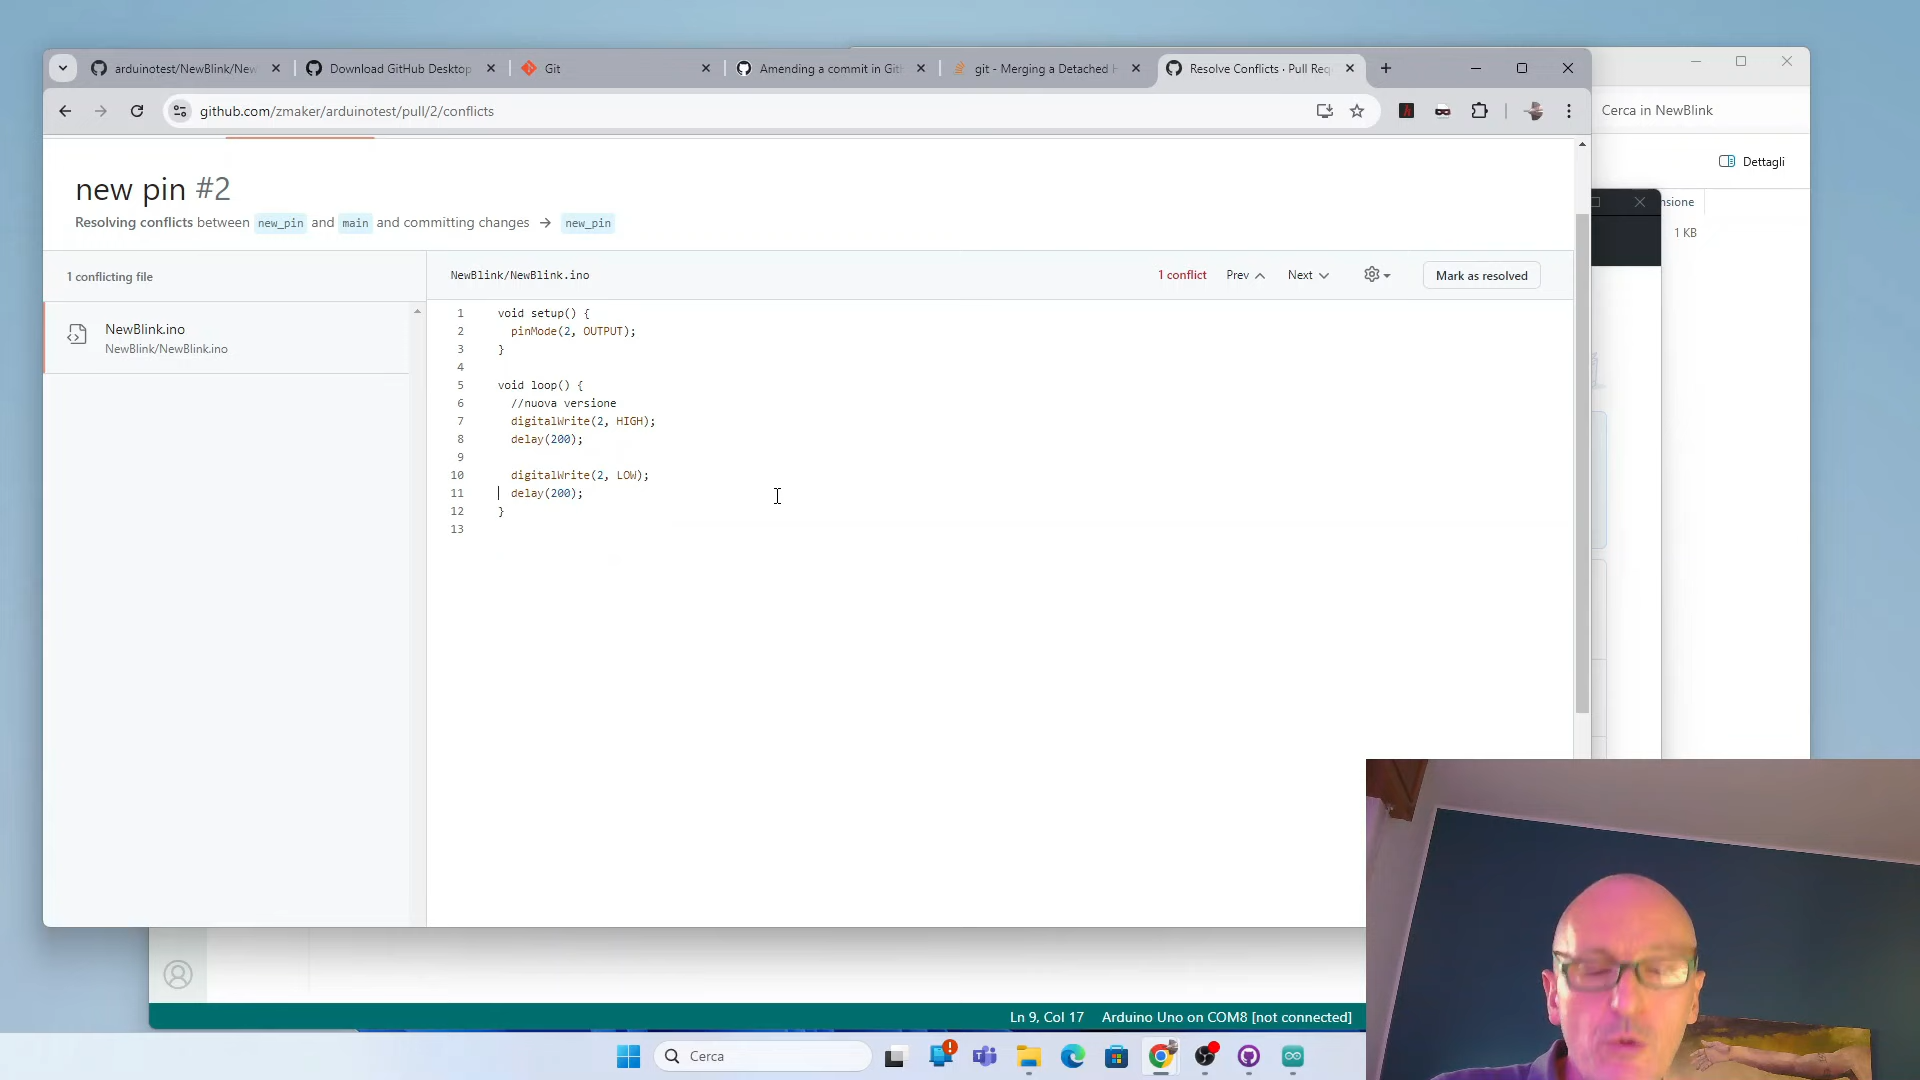 arduinotest/NewBlink/New
Download GitHub Desktop
Git
Amending a commit in GitH
git - Merging a Detached H
Resolve Conflicts · Pull Req
github.com/zmaker/arduinotest/pull/2/conflicts
Cerca in NewBlink
Dettagli
nsione
1 KB
new pin #2
Resolving conflicts between new_pin and main and committing changes → new_pin
1 conflicting file
NewBlink.ino
NewBlink/NewBlink.ino
NewBlink/NewBlink.ino
1 conflict
Prev
Next
Mark as resolved
1 void setup() {
2 pinMode(2, OUTPUT);
3 }
4
5 void loop() {
6 //nuova versione
7 digitalWrite(2, HIGH);
8 delay(200);
9
10 digitalWrite(2, LOW);
11 delay(200);
12 }
13
Ln 9, Col 17
Arduino Uno on COM8 [not connected]
Cerca